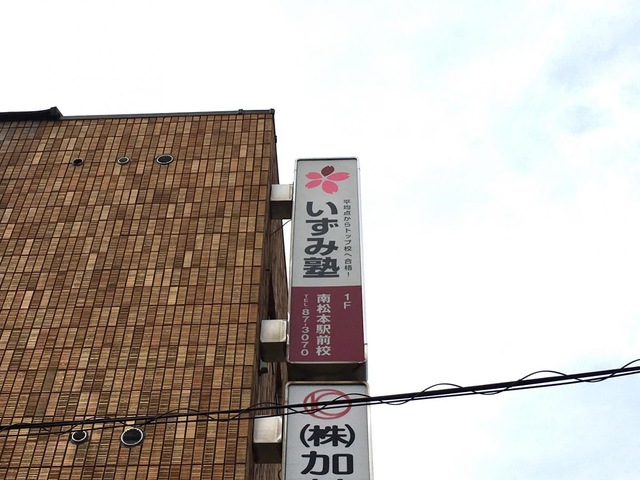 平均点からトップ校へ合格!
いずみ塾
1F
南松本駅前校
TEL 87-3070
(株)
加